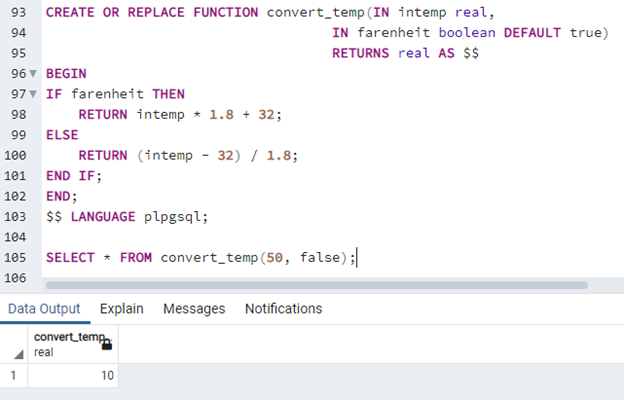 93 CREATE OR REPLACE FUNCTION convert_temp(IN intemp real,
94 IN farenheit boolean DEFAULT true)
95 RETURNS real AS $$
96 BEGIN
97 IF farenheit THEN
98 RETURN intemp * 1.8 + 32;
99 ELSE
100 RETURN (intemp - 32) / 1.8;
101 END IF;
102 END;
103 $$ LANGUAGE plpgsql;
104
105 SELECT * FROM convert_temp(50, false);
106
Data Output Explain Messages Notifications
convert_temp
real
1 10